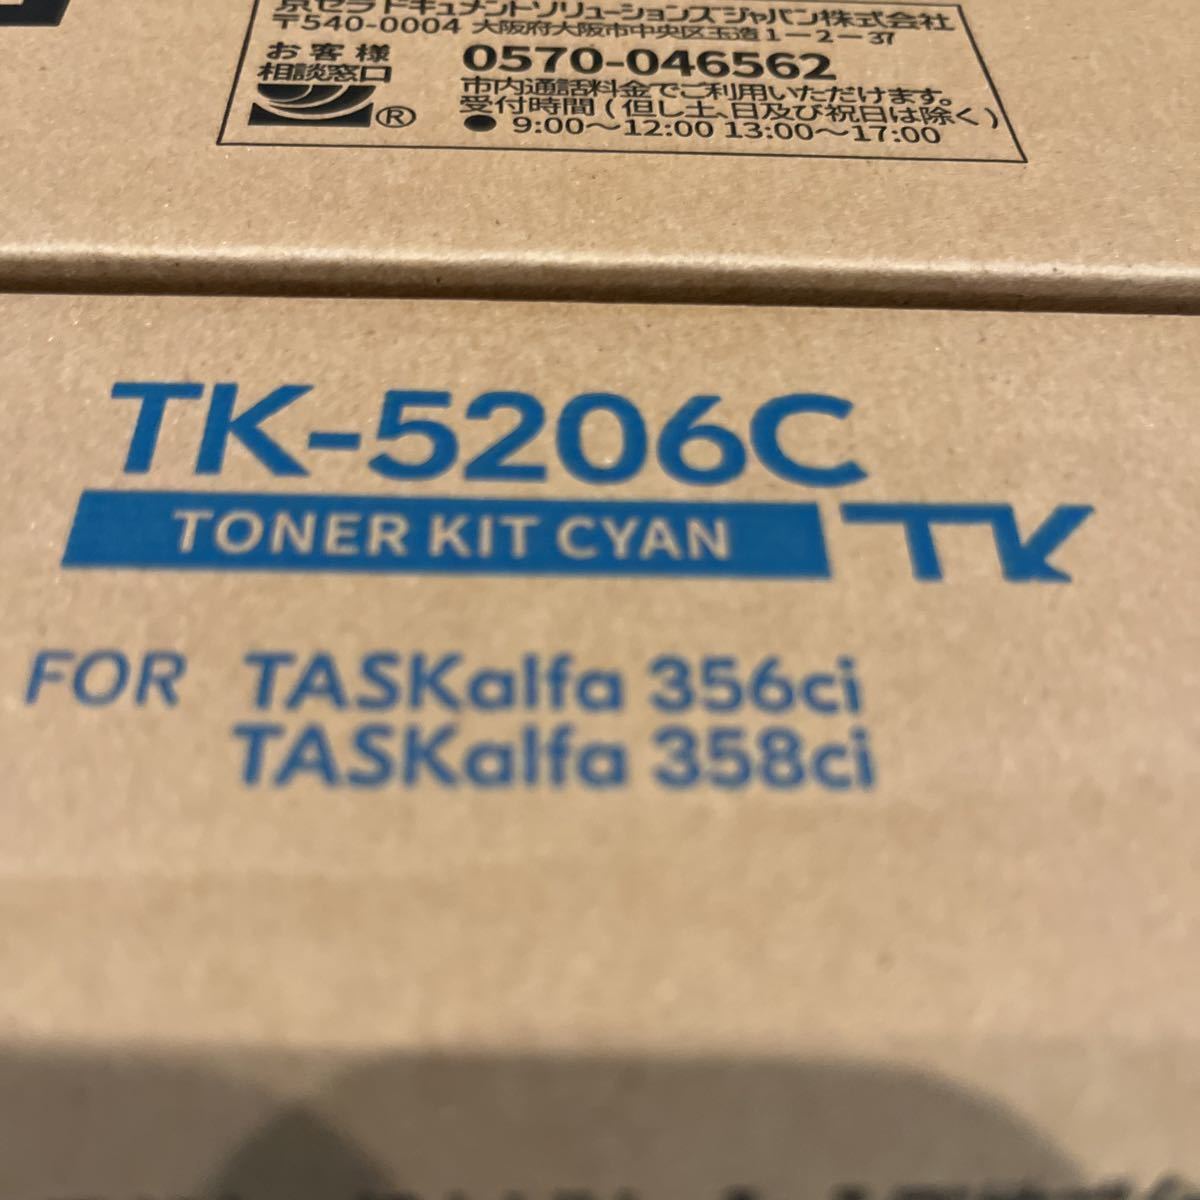 京セラドキュメントソリューションズジャパン株式会社
〒540-0004 大阪府大阪市中央区玉造1-2-37
お客様
相談窓口
0570-046562
市内通話料金でご利用いただけます。
受付時間(但し土、日及び祝日は除く)
●9:00〜12:00 13:00〜17:00
®
TK-5206C
TONER KIT CYAN
TK
FOR TASKalfa 356ci
TASKalfa 358ci